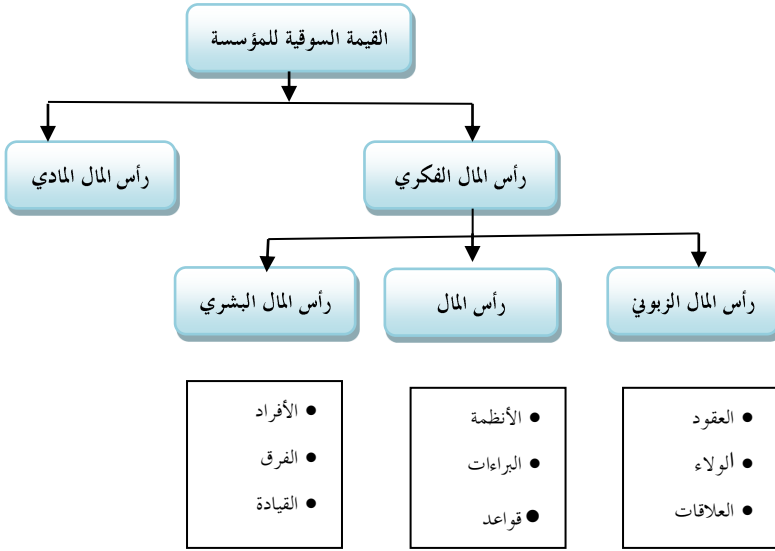 القيمة السوقية للمؤسسة
رأس المال الفكري
رأس المال المادي
رأس المال الزبوني
رأس المال
رأس المال البشري
● العقود
● الولاء
● العلاقات
● الأنظمة
● البراءات
● قواعد
● الأفراد
● الفرق
● القيادة